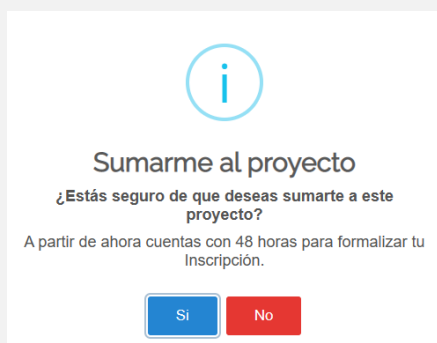 Sumarme al proyecto
¿Estás seguro de que deseas sumarte a este
proyecto?
A partir de ahora cuentas con 48 horas para formalizar tu
Inscripción.
Si
No